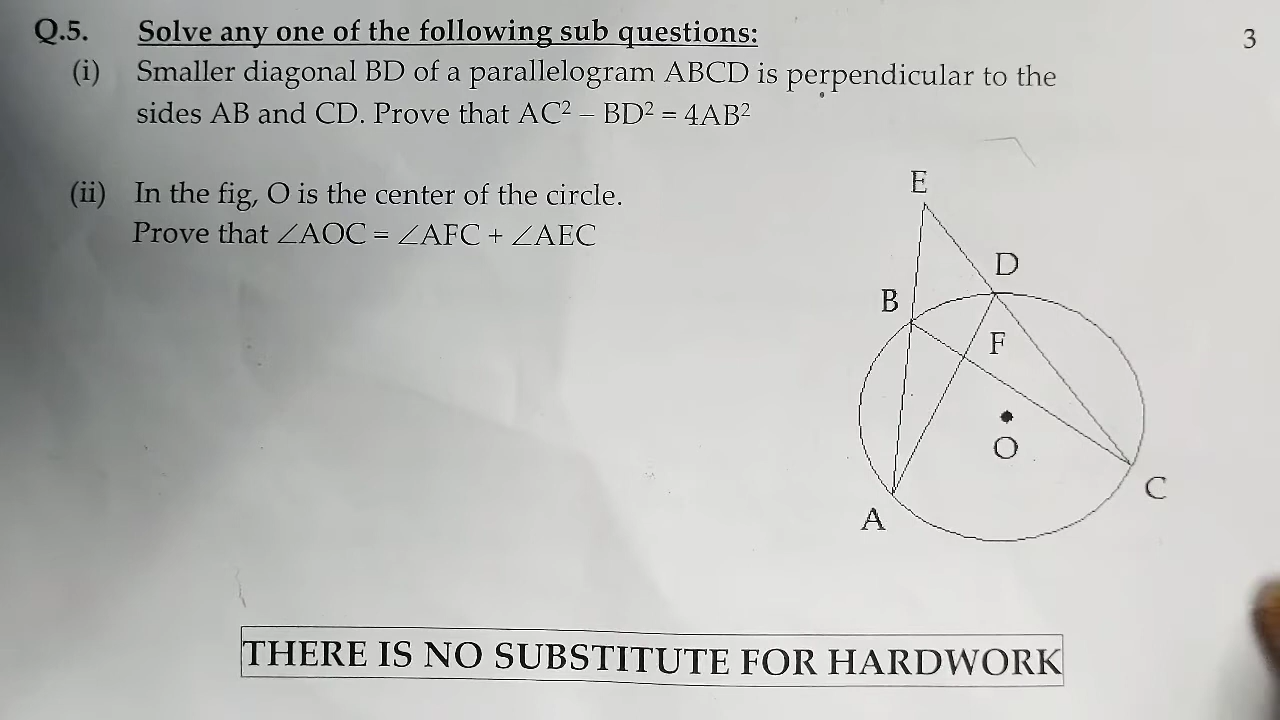 Q.5. Solve any one of the following sub questions: 3
(i) Smaller diagonal BD of a parallelogram ABCD is perpendicular to the
sides AB and CD. Prove that AC² – BD² = 4AB²
(ii) In the fig, O is the center of the circle.
Prove that ∠AOC = ∠AFC + ∠AEC
E
D
B
F
O
C
A
THERE IS NO SUBSTITUTE FOR HARDWORK